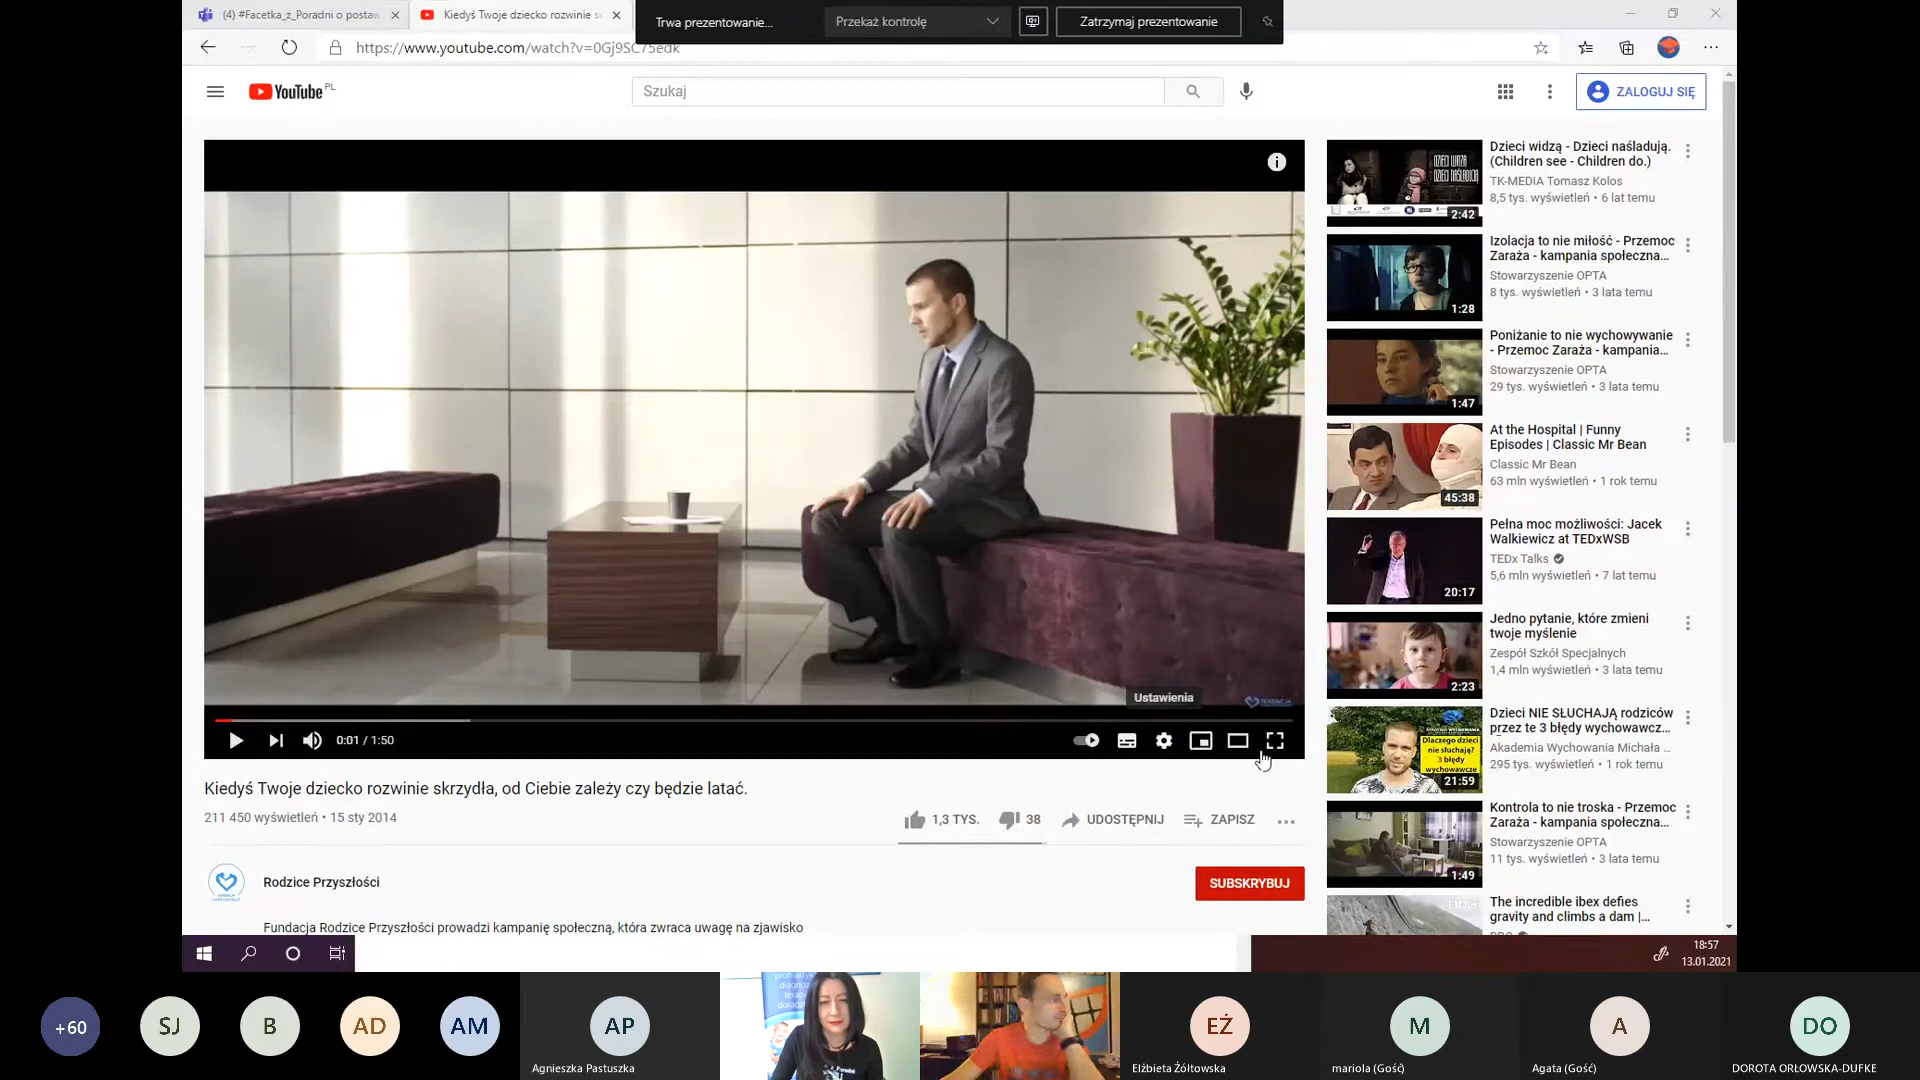 (4) #Facetka_z_Poradni o postaw
Kiedyś Twoje dziecko rozwinie s
Trwa prezentowanie...
Przekaż kontrolę
Zatrzymaj prezentowanie
https://www.youtube.com/watch?v=0Gj9SC75edk
YouTube PL
Szukaj
ZALOGUJ SIĘ
Ustawienia
0:01 / 1:50
Kiedyś Twoje dziecko rozwinie skrzydła, od Ciebie zależy czy będzie latać.
211 450 wyświetleń • 15 sty 2014
1,3 TYS.
38
UDOSTĘPNIJ
ZAPISZ
Rodzice Przyszłości
SUBSKRYBUJ
Fundacja Rodzice Przyszłości prowadzi kampanię społeczną, która zwraca uwagę na zjawisko
DZIECI WIDZĄ
DZIECI NAŚLADUJĄ
2:42
Dzieci widzą - Dzieci naśladują.
(Children see - Children do.)
TK-MEDIA Tomasz Kolos
8,5 tys. wyświetleń • 6 lat temu
1:28
Izolacja to nie miłość - Przemoc
Zaraża - kampania społeczna...
Stowarzyszenie OPTA
8 tys. wyświetleń • 3 lata temu
1:47
Poniżanie to nie wychowywanie
- Przemoc Zaraża - kampania...
Stowarzyszenie OPTA
29 tys. wyświetleń • 3 lata temu
45:38
At the Hospital | Funny
Episodes | Classic Mr Bean
Classic Mr Bean
63 mln wyświetleń • 1 rok temu
20:17
Pełna moc możliwości: Jacek
Walkiewicz at TEDxWSB
TEDx Talks
5,6 mln wyświetleń • 7 lat temu
2:23
Jedno pytanie, które zmieni
twoje myślenie
Zespół Szkół Specjalnych
1,4 mln wyświetleń • 3 lata temu
Dlaczego dzieci
nie słuchają?
3 błędy
wychowawcze
21:59
Dzieci NIE SŁUCHAJĄ rodziców
przez te 3 błędy wychowawcz...
Akademia Wychowania Michała ...
295 tys. wyświetleń • 1 rok temu
1:49
Kontrola to nie troska - Przemoc
Zaraża - kampania społeczna...
Stowarzyszenie OPTA
11 tys. wyświetleń • 3 lata temu
The incredible ibex defies
gravity and climbs a dam |...
18:57
13.01.2021
+60
SJ
B
AD
AM
AP
Agnieszka Pastuszka
EŻ
Elżbieta Żółtowska
M
mariola (Gość)
A
Agata (Gość)
DO
DOROTA ORŁOWSKA-DUFKE